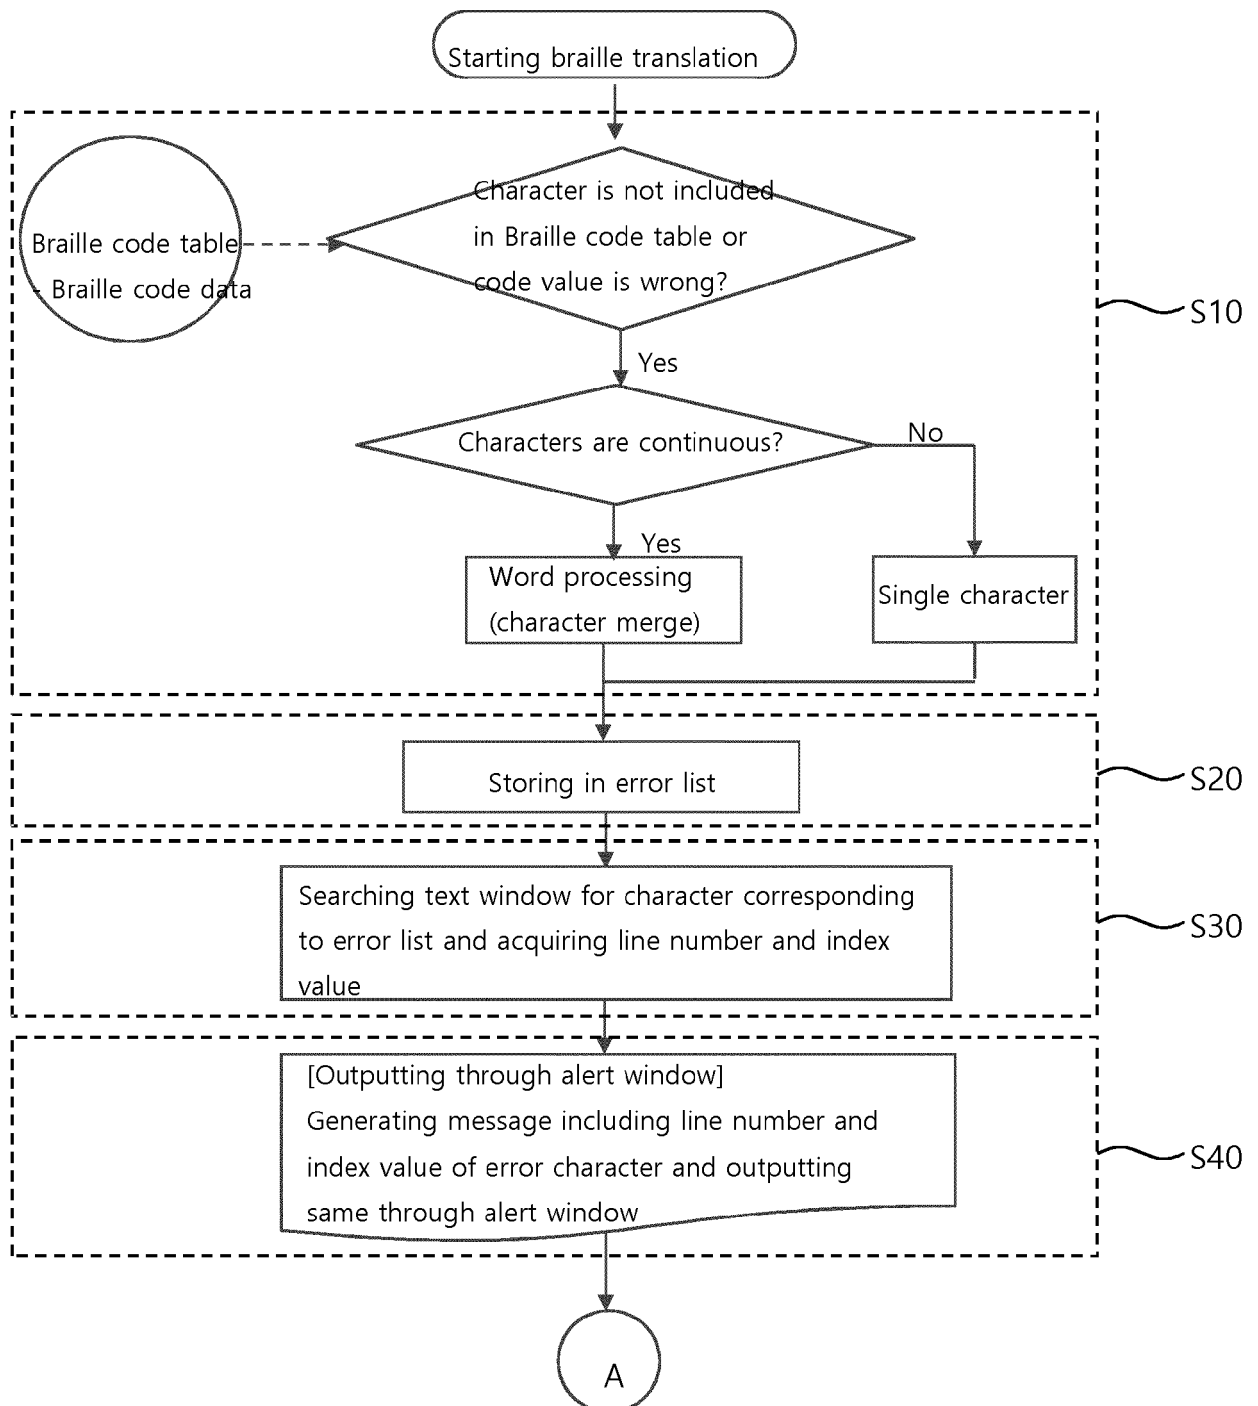 Starting braille translation
Character is not included
in Braille code table or
code value is wrong?
Braille code table
- Braille code data
S10
Yes
Characters are continuous?
No
Yes
Word processing
(character merge)
Single character
Storing in error list
S20
Searching text window for character corresponding
to error list and acquiring line number and index
value
S30
[Outputting through alert window]
Generating message including line number and
index value of error character and outputting
same through alert window
S40
A